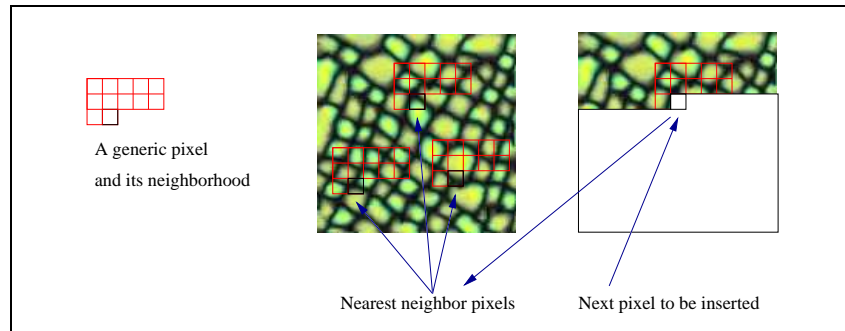 A generic pixel
and its neighborhood
Nearest neighbor pixels
Next pixel to be inserted